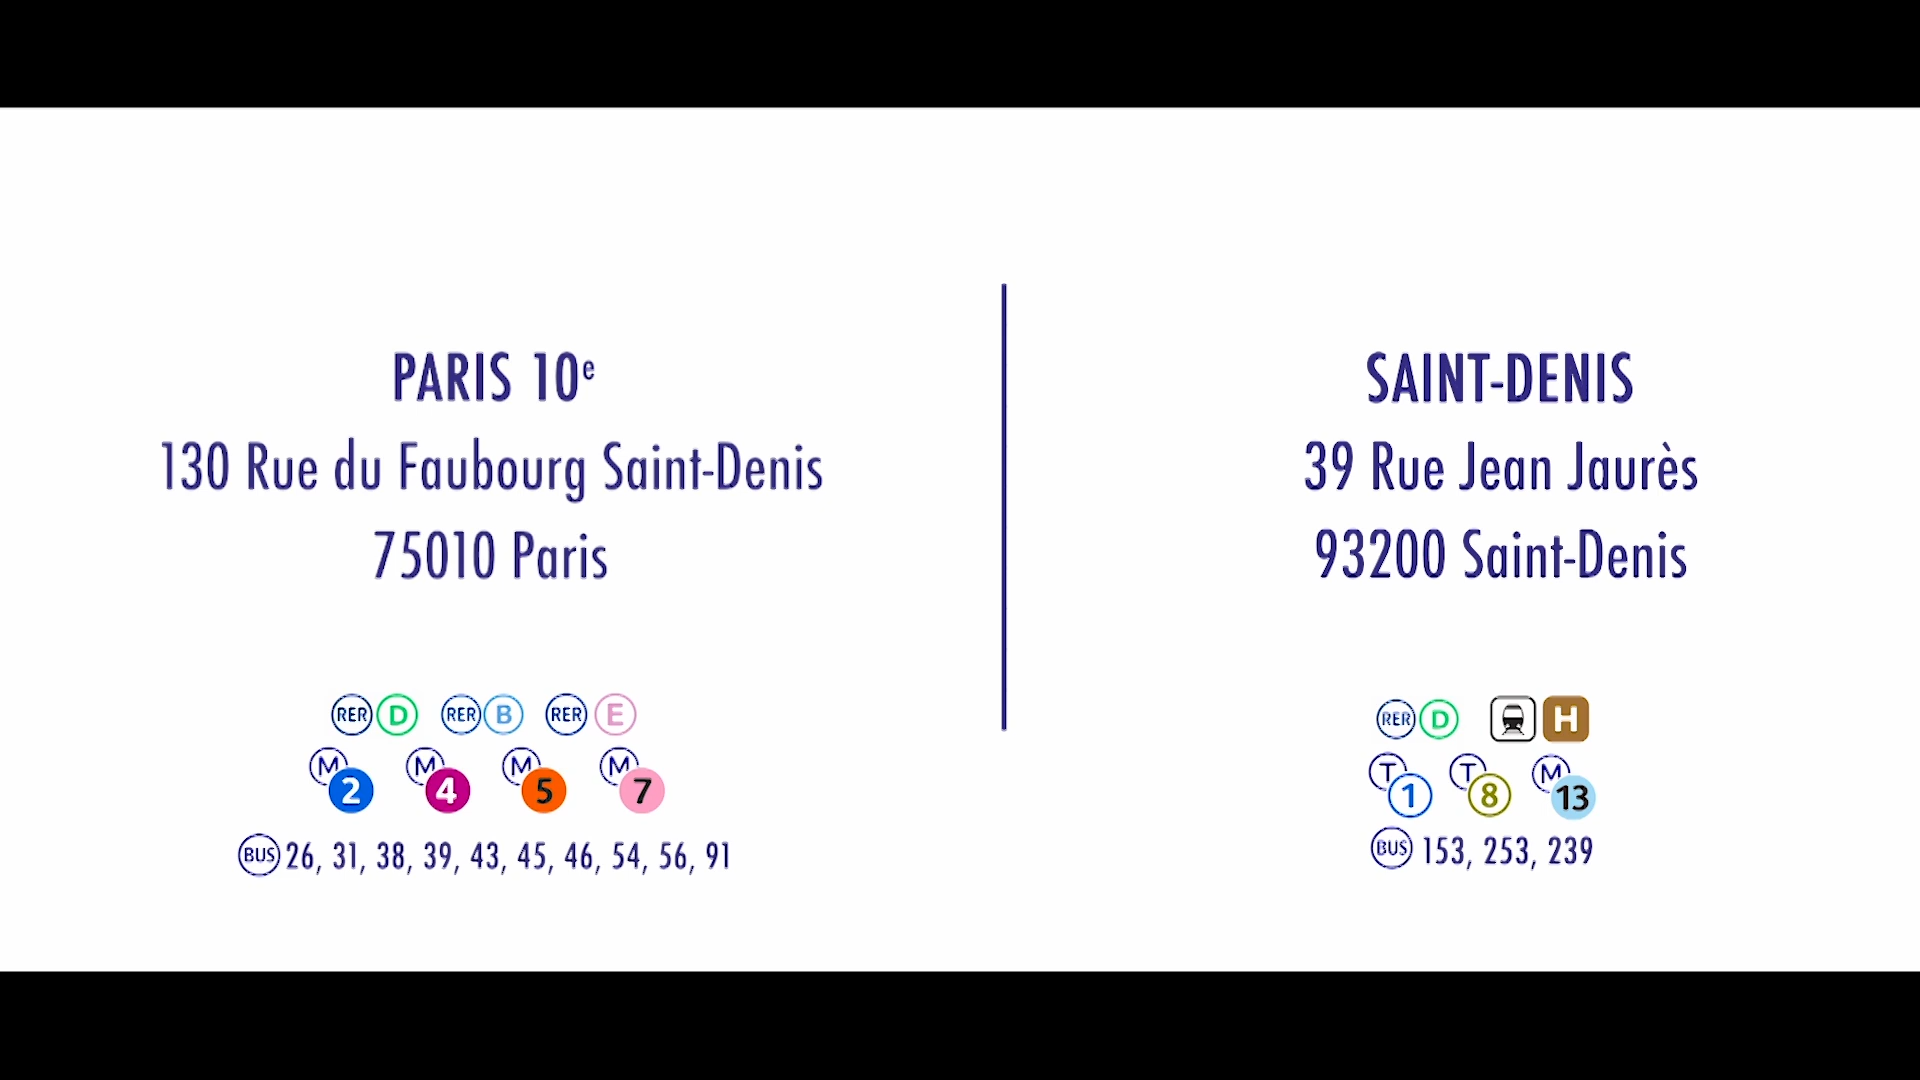 PARIS 10e
130 Rue du Faubourg Saint-Denis
75010 Paris
RER D RER B RER E
M 2 M 4 M 5 M 7
BUS 26, 31, 38, 39, 43, 45, 46, 54, 56, 91
SAINT-DENIS
39 Rue Jean Jaurès
93200 Saint-Denis
RER D H
T 1 T 8 M 13
BUS 153, 253, 239